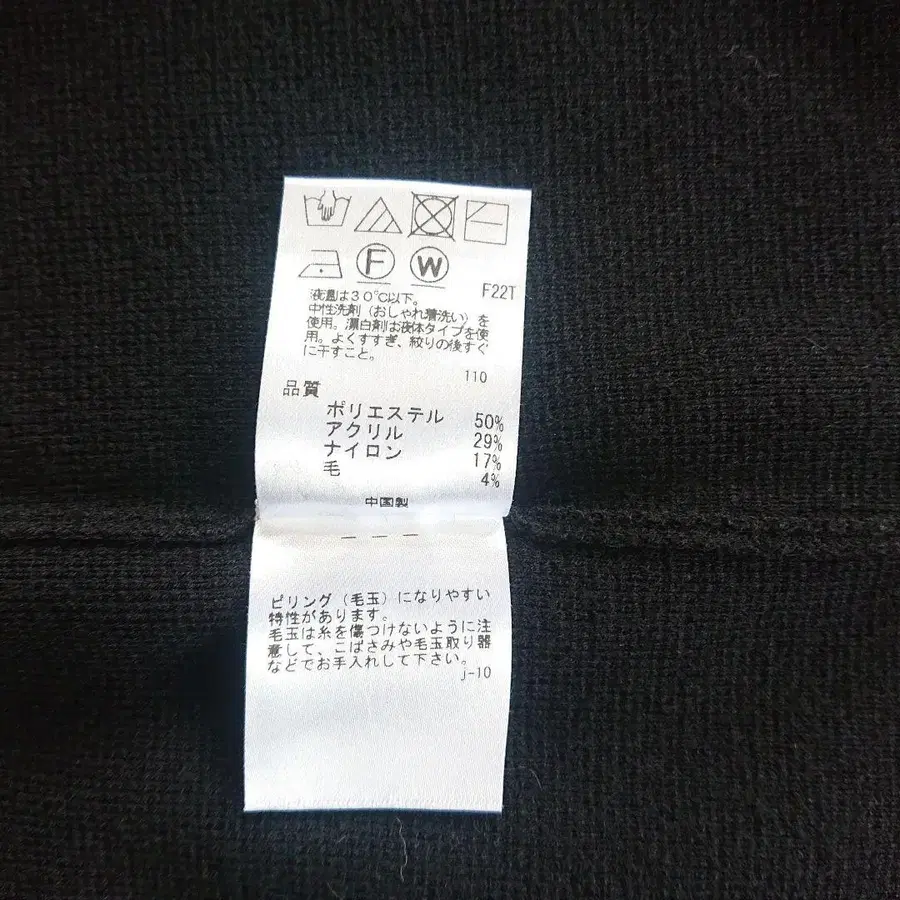 F
W
F22T
液温は30℃以下。
中性洗剤（おしゃれ着洗い）を
使用。漂白剤は液体タイプを使
用。よくすすぎ、絞りの後すぐ
に干すこと。
110
品質
ポリエステル 50%
アクリル 29%
ナイロン 17%
毛 4%
中国製
ピリング（毛玉）になりやすい
特性があります。
毛玉は糸を傷つけないように注
意して、こばさみや毛玉取り器
などでお手入れして下さい。
j-10